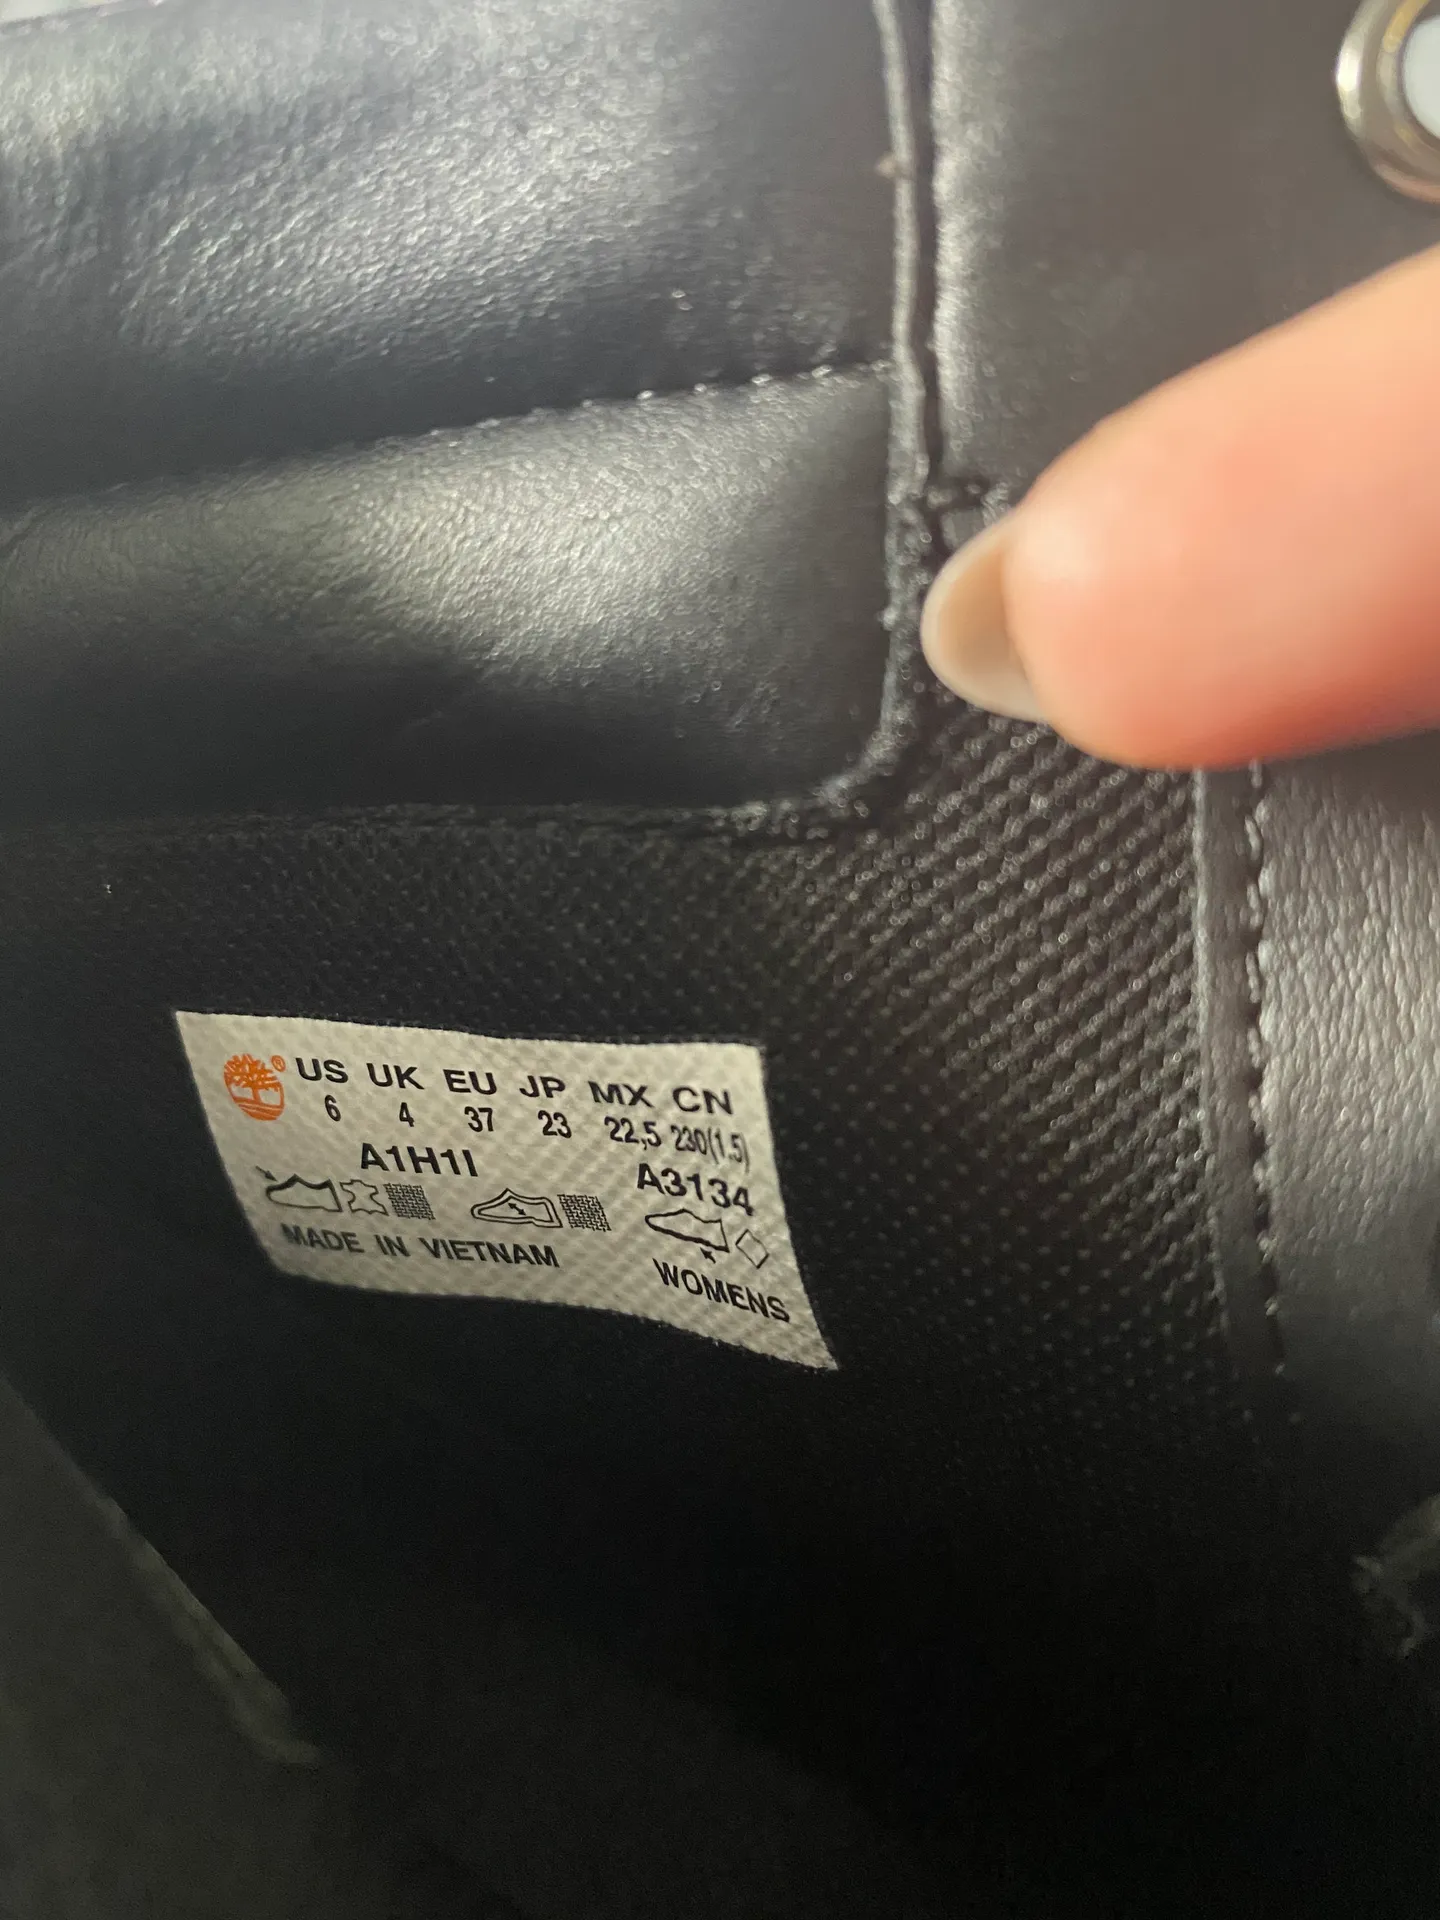 ® US UK EU JP MX CN
6 4 37 23 22,5 230(1.5)
A1H1I A3134
MADE IN VIETNAM WOMENS